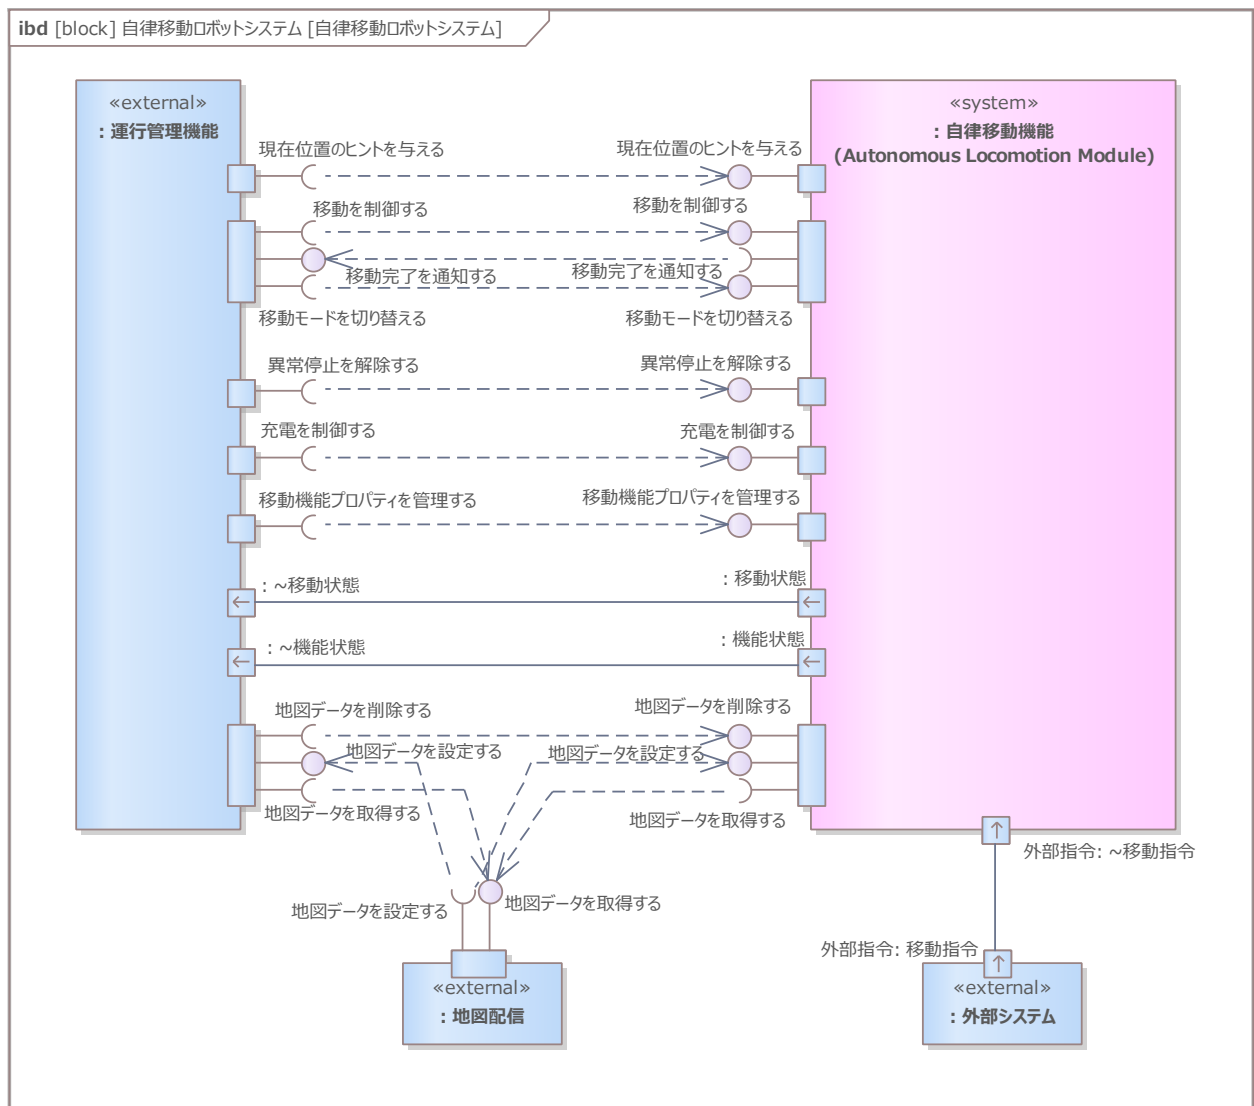 ibd [block] 自律移動ロボットシステム [自律移動ロボットシステム]
«external»
: 運行管理機能
«system»
: 自律移動機能
(Autonomous Locomotion Module)
現在位置のヒントを与える
現在位置のヒントを与える
移動を制御する
移動を制御する
移動完了を通知する
移動完了を通知する
移動モードを切り替える
移動モードを切り替える
異常停止を解除する
異常停止を解除する
充電を制御する
充電を制御する
移動機能プロパティを管理する
移動機能プロパティを管理する
: ~移動状態
: 移動状態
: ~機能状態
: 機能状態
地図データを削除する
地図データを削除する
地図データを設定する
地図データを設定する
地図データを取得する
地図データを取得する
外部指令: ~移動指令
地図データを設定する
地図データを取得する
外部指令: 移動指令
«external»
: 地図配信
«external»
: 外部システム